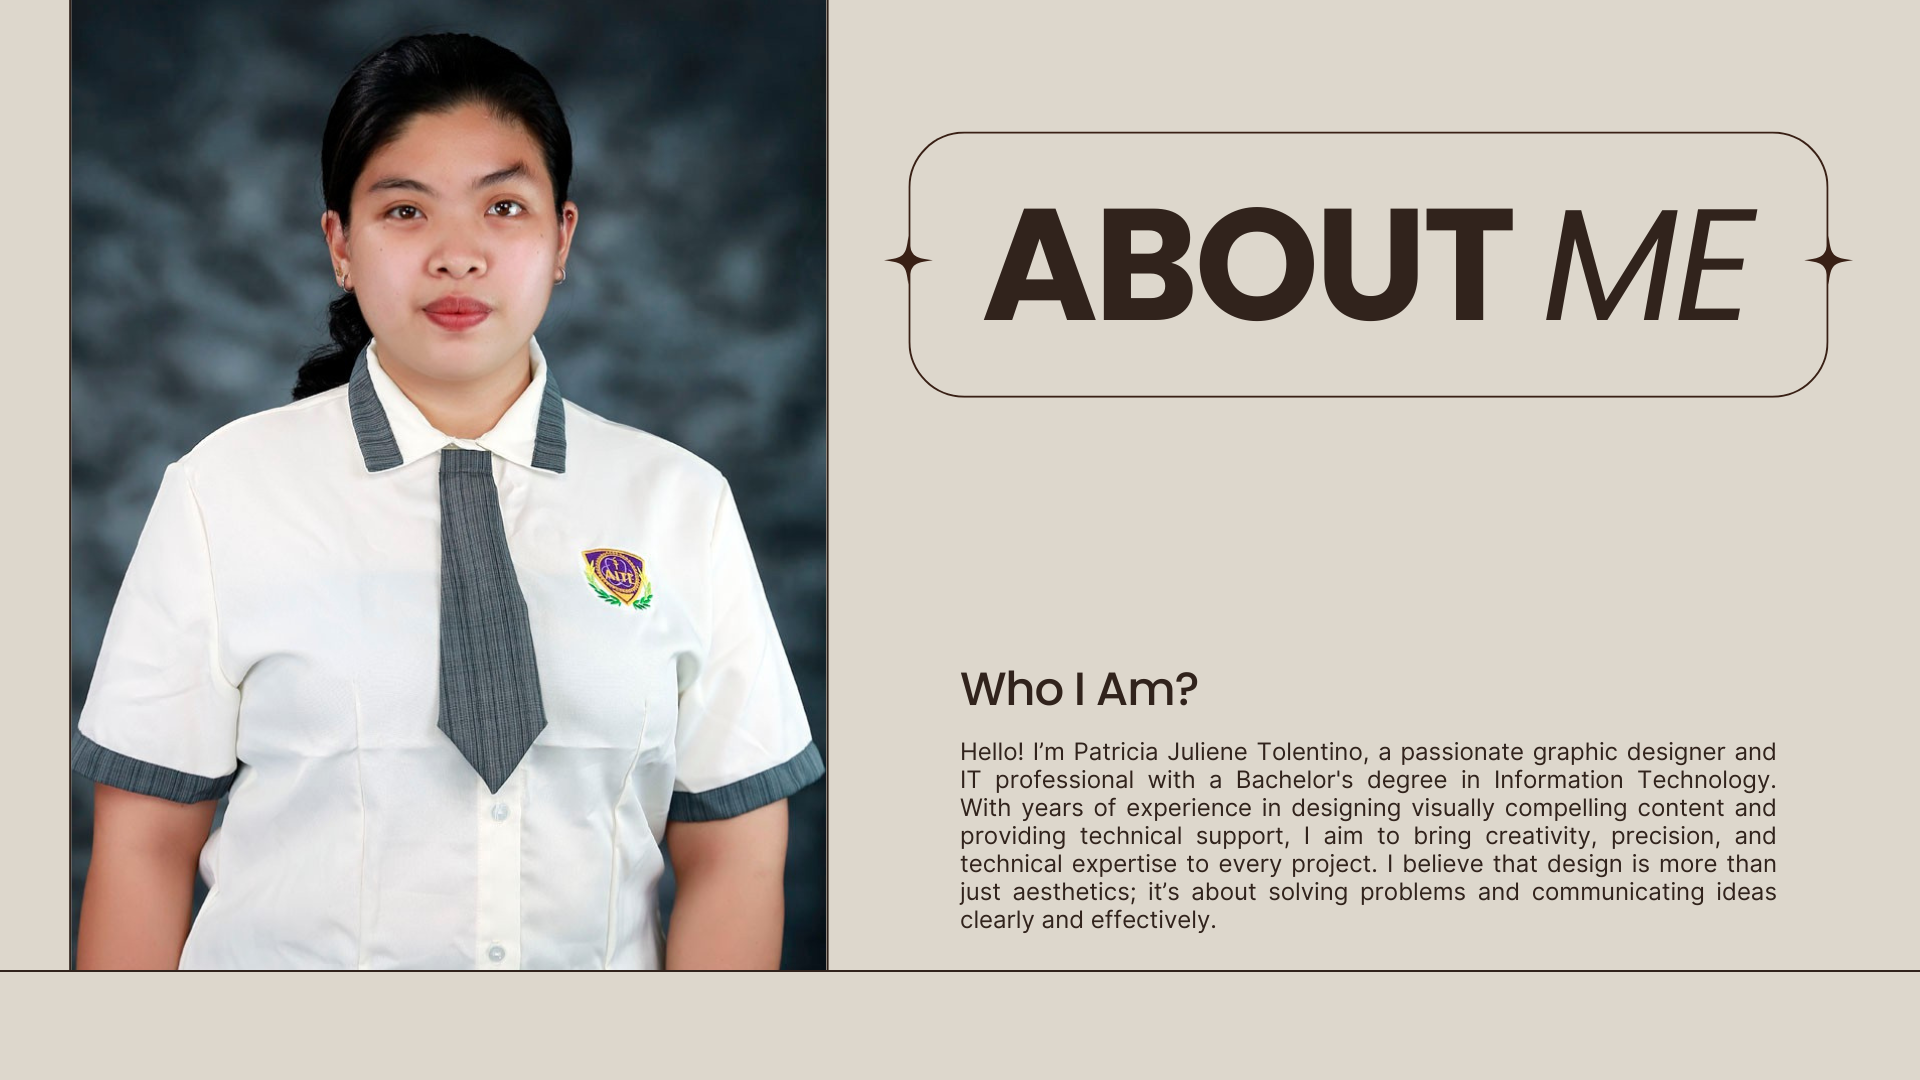 ABOUT ME
Who I Am?
Hello! I’m Patricia Juliene Tolentino, a passionate graphic designer and
IT professional with a Bachelor's degree in Information Technology.
With years of experience in designing visually compelling content and
providing technical support, I aim to bring creativity, precision, and
technical expertise to every project. I believe that design is more than
just aesthetics; it’s about solving problems and communicating ideas
clearly and effectively.